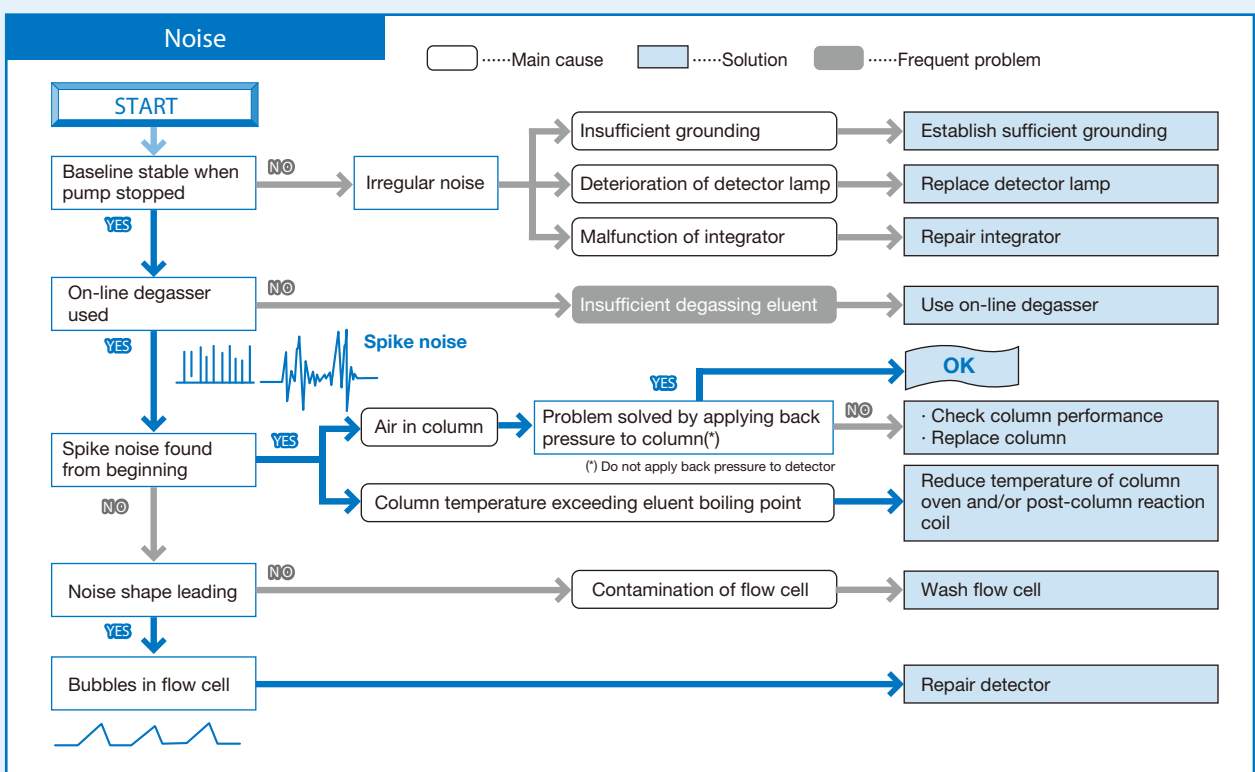 Noise
······Main cause
······Solution
······Frequent problem
START
Baseline stable when
pump stopped
NO
Irregular noise
Insufficient grounding
Establish sufficient grounding
Deterioration of detector lamp
Replace detector lamp
Malfunction of integrator
Repair integrator
YES
On-line degasser
used
NO
Insufficient degassing eluent
Use on-line degasser
YES
Spike noise
Spike noise found
from beginning
YES
Air in column
Problem solved by applying back
pressure to column(*)
(*) Do not apply back pressure to detector
YES
OK
NO
· Check column performance
· Replace column
Column temperature exceeding eluent boiling point
Reduce temperature of column
oven and/or post-column reaction
coil
NO
Noise shape leading
NO
Contamination of flow cell
Wash flow cell
YES
Bubbles in flow cell
Repair detector